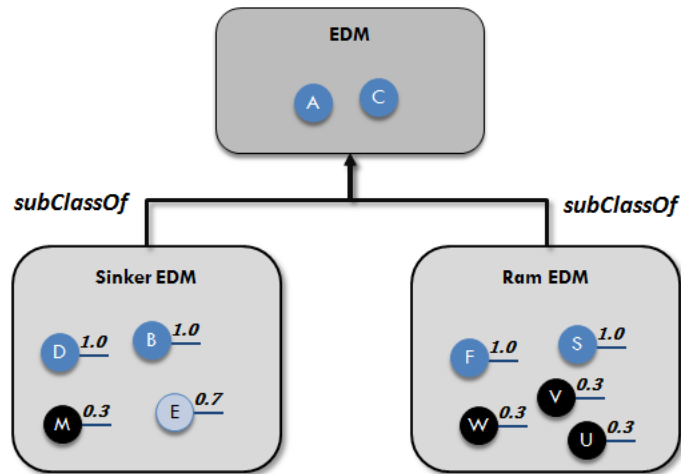 EDM
A C
subClassOf subClassOf
Sinker EDM
D 1.0 B 1.0
M 0.3 E 0.7
Ram EDM
F 1.0 S 1.0
V 0.3
W 0.3
U 0.3